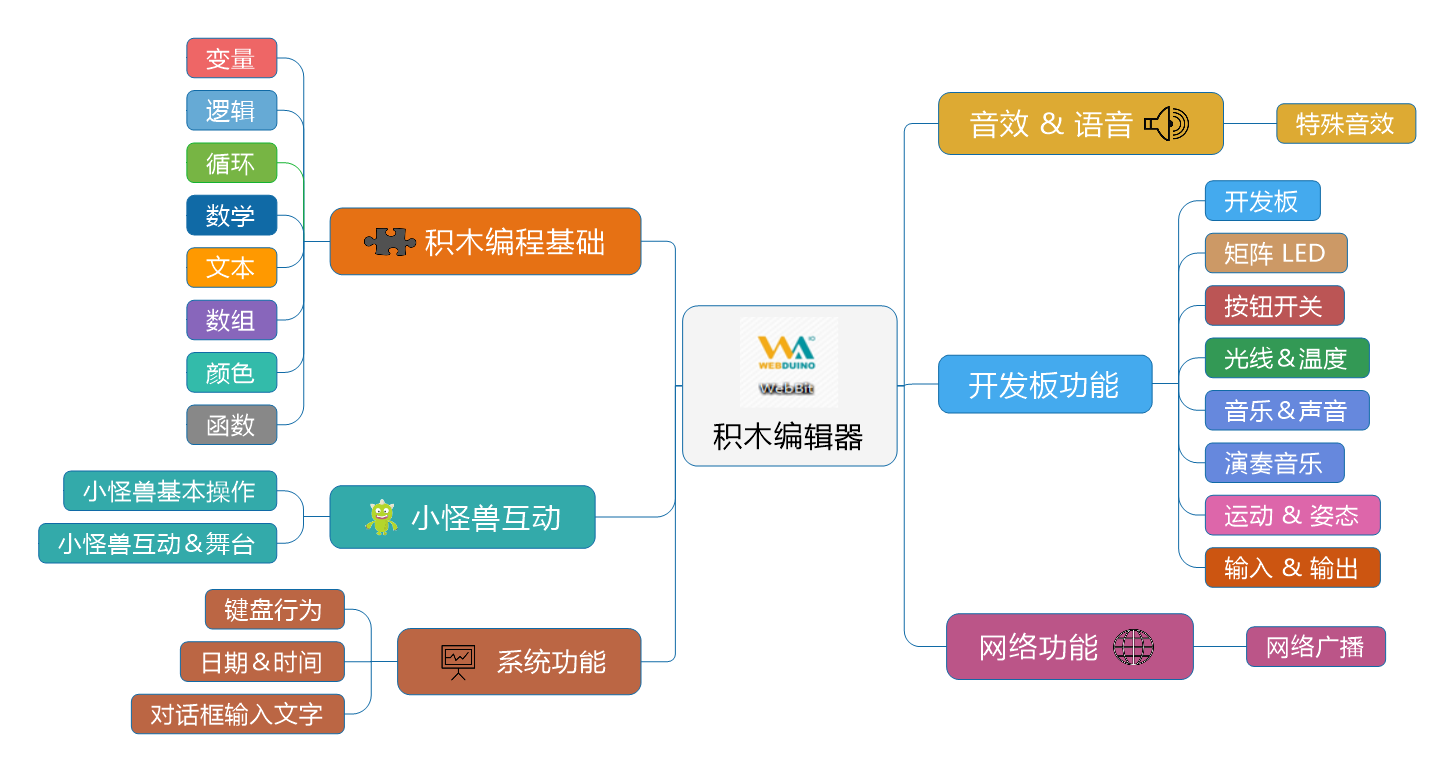 变量
逻辑
循环
数学
文本
数组
颜色
函数
积木编程基础
小怪兽基本操作
小怪兽互动＆舞台
小怪兽互动
键盘行为
日期＆时间
对话框输入文字
系统功能
WEBDUINO
Web:Bit
积木编辑器
音效 & 语音
特殊音效
开发板功能
开发板
矩阵 LED
按钮开关
光线＆温度
音乐＆声音
演奏音乐
运动 & 姿态
输入 & 输出
网络功能
网络广播